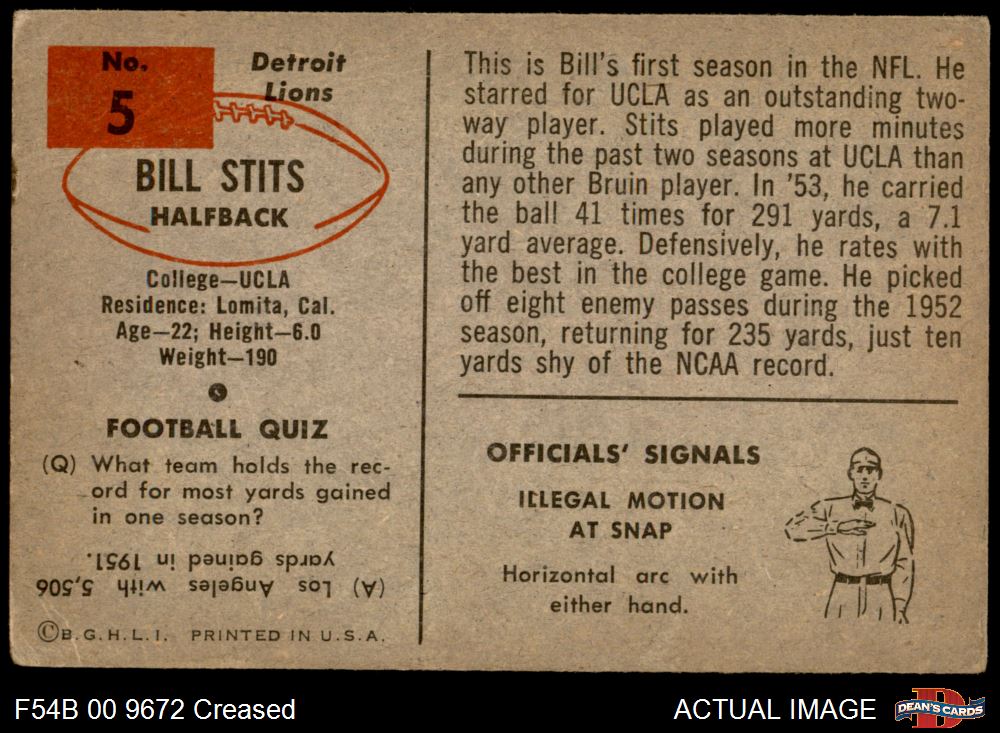 No.
5
Detroit
Lions
BILL STITS
HALFBACK
College—UCLA
Residence: Lomita, Cal.
Age—22; Height—6.0
Weight—190
FOOTBALL QUIZ
(Q) What team holds the rec-
ord for most yards gained
in one season?
(A) Los Angeles with 5,506
yards gained in 1951.
©B.G.H.L.I. PRINTED IN U.S.A.
This is Bill's first season in the NFL. He
starred for UCLA as an outstanding two-
way player. Stits played more minutes
during the past two seasons at UCLA than
any other Bruin player. In '53, he carried
the ball 41 times for 291 yards, a 7.1
yard average. Defensively, he rates with
the best in the college game. He picked
off eight enemy passes during the 1952
season, returning for 235 yards, just ten
yards shy of the NCAA record.
OFFICIALS' SIGNALS
ILLEGAL MOTION
AT SNAP
Horizontal arc with
either hand.
F54B 00 9672 Creased
ACTUAL IMAGE
DEAN'S CARDS